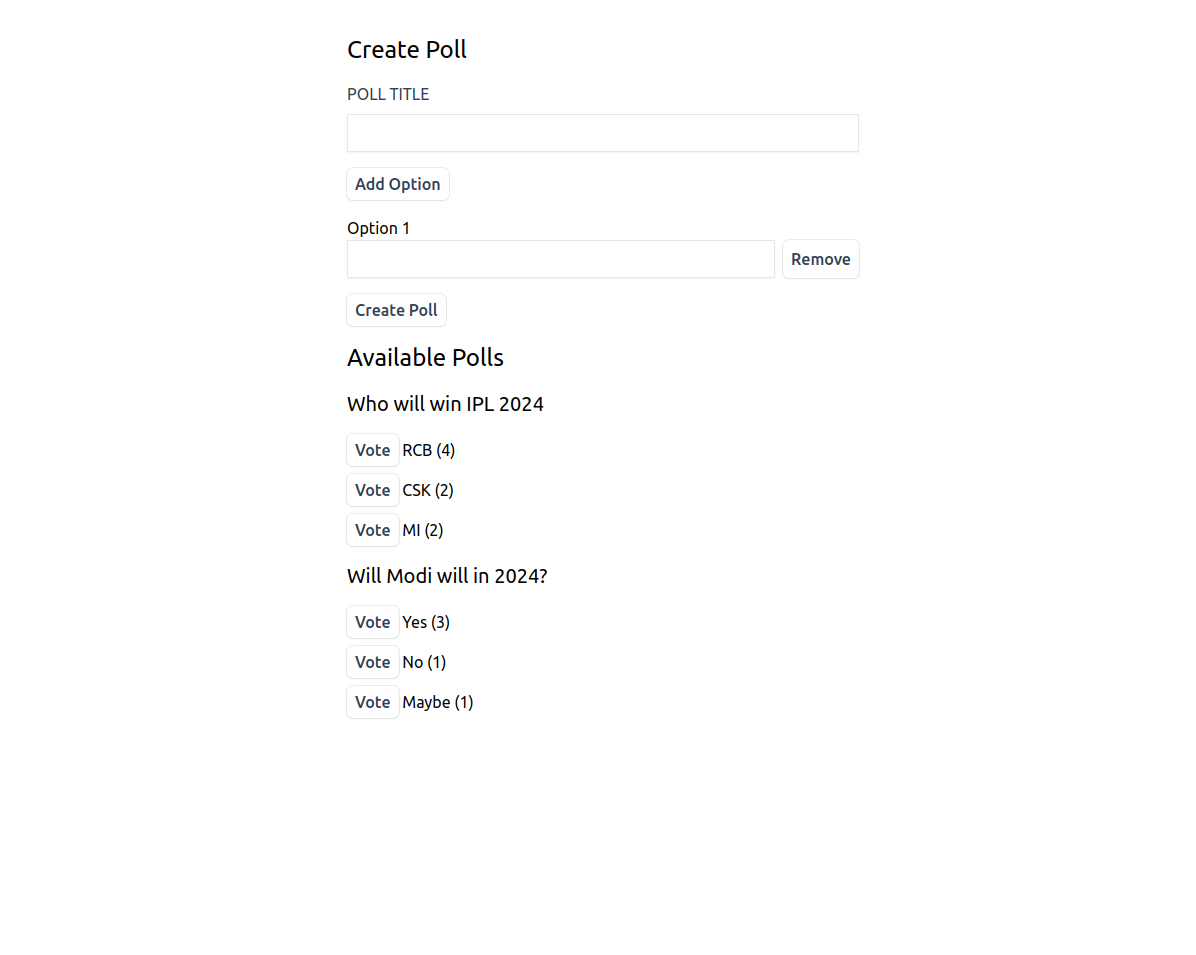 Create Poll
POLL TITLE
Add Option
Option 1
Remove
Create Poll
Available Polls
Who will win IPL 2024
Vote RCB (4)
Vote CSK (2)
Vote MI (2)
Will Modi will in 2024?
Vote Yes (3)
Vote No (1)
Vote Maybe (1)